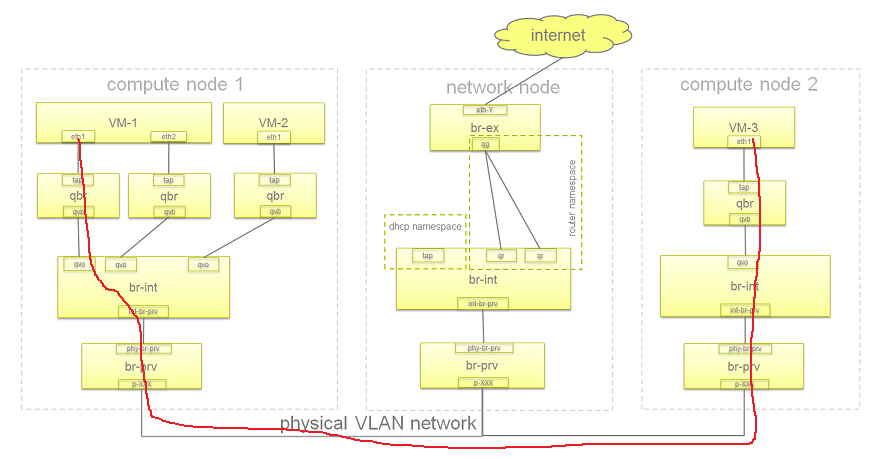 internet
compute node 1
network node
compute node 2
eth-Y
VM-1
VM-2
br-ex
VM-3
eth1
eth2
eth1
qg
eth1
tap
tap
tap
router namespace
tap
qbr
qbr
qbr
qbr
qvb
qvb
qvb
qvb
dhcp namespace
qvo
qvo
qvo
tap
qr
qr
qvo
br-int
br-int
br-int
int-br-prv
int-br-prv
int-br-prv
phy-br-prv
phy-br-prv
phy-br-prv
br-prv
br-prv
br-prv
p-XXX
p-XXX
p-XXX
physical VLAN network